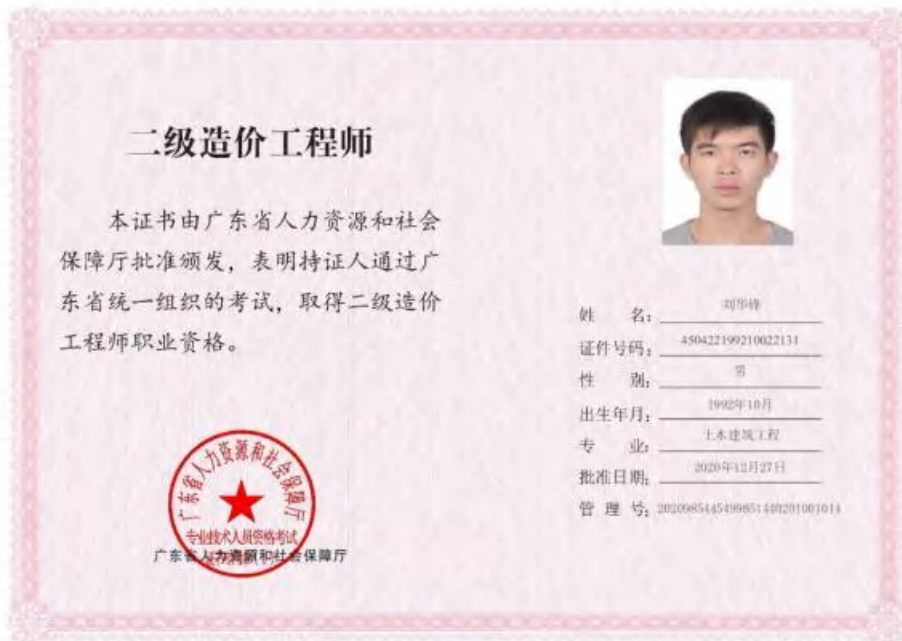 二级造价工程师
本证书由广东省人力资源和社会
保障厅批准颁发，表明持证人通过广
东省统一组织的考试，取得二级造价
工程师职业资格。
广东省人力资源和社会保障厅
专业技术人员资格考试
广东省人力资源和社会保障厅
姓 名：刘华锋
证件号码：450422199210022131
性 别：男
出生年月：1992年10月
专 业：土木建筑工程
批准日期：2020年12月27日
管 理 号：